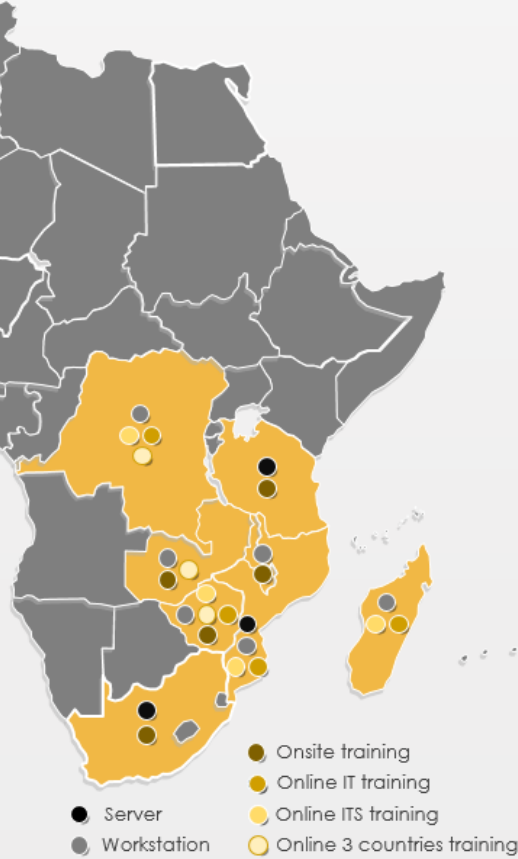 Onsite training
Online IT training
Server
Online ITS training
Workstation
Online 3 countries training